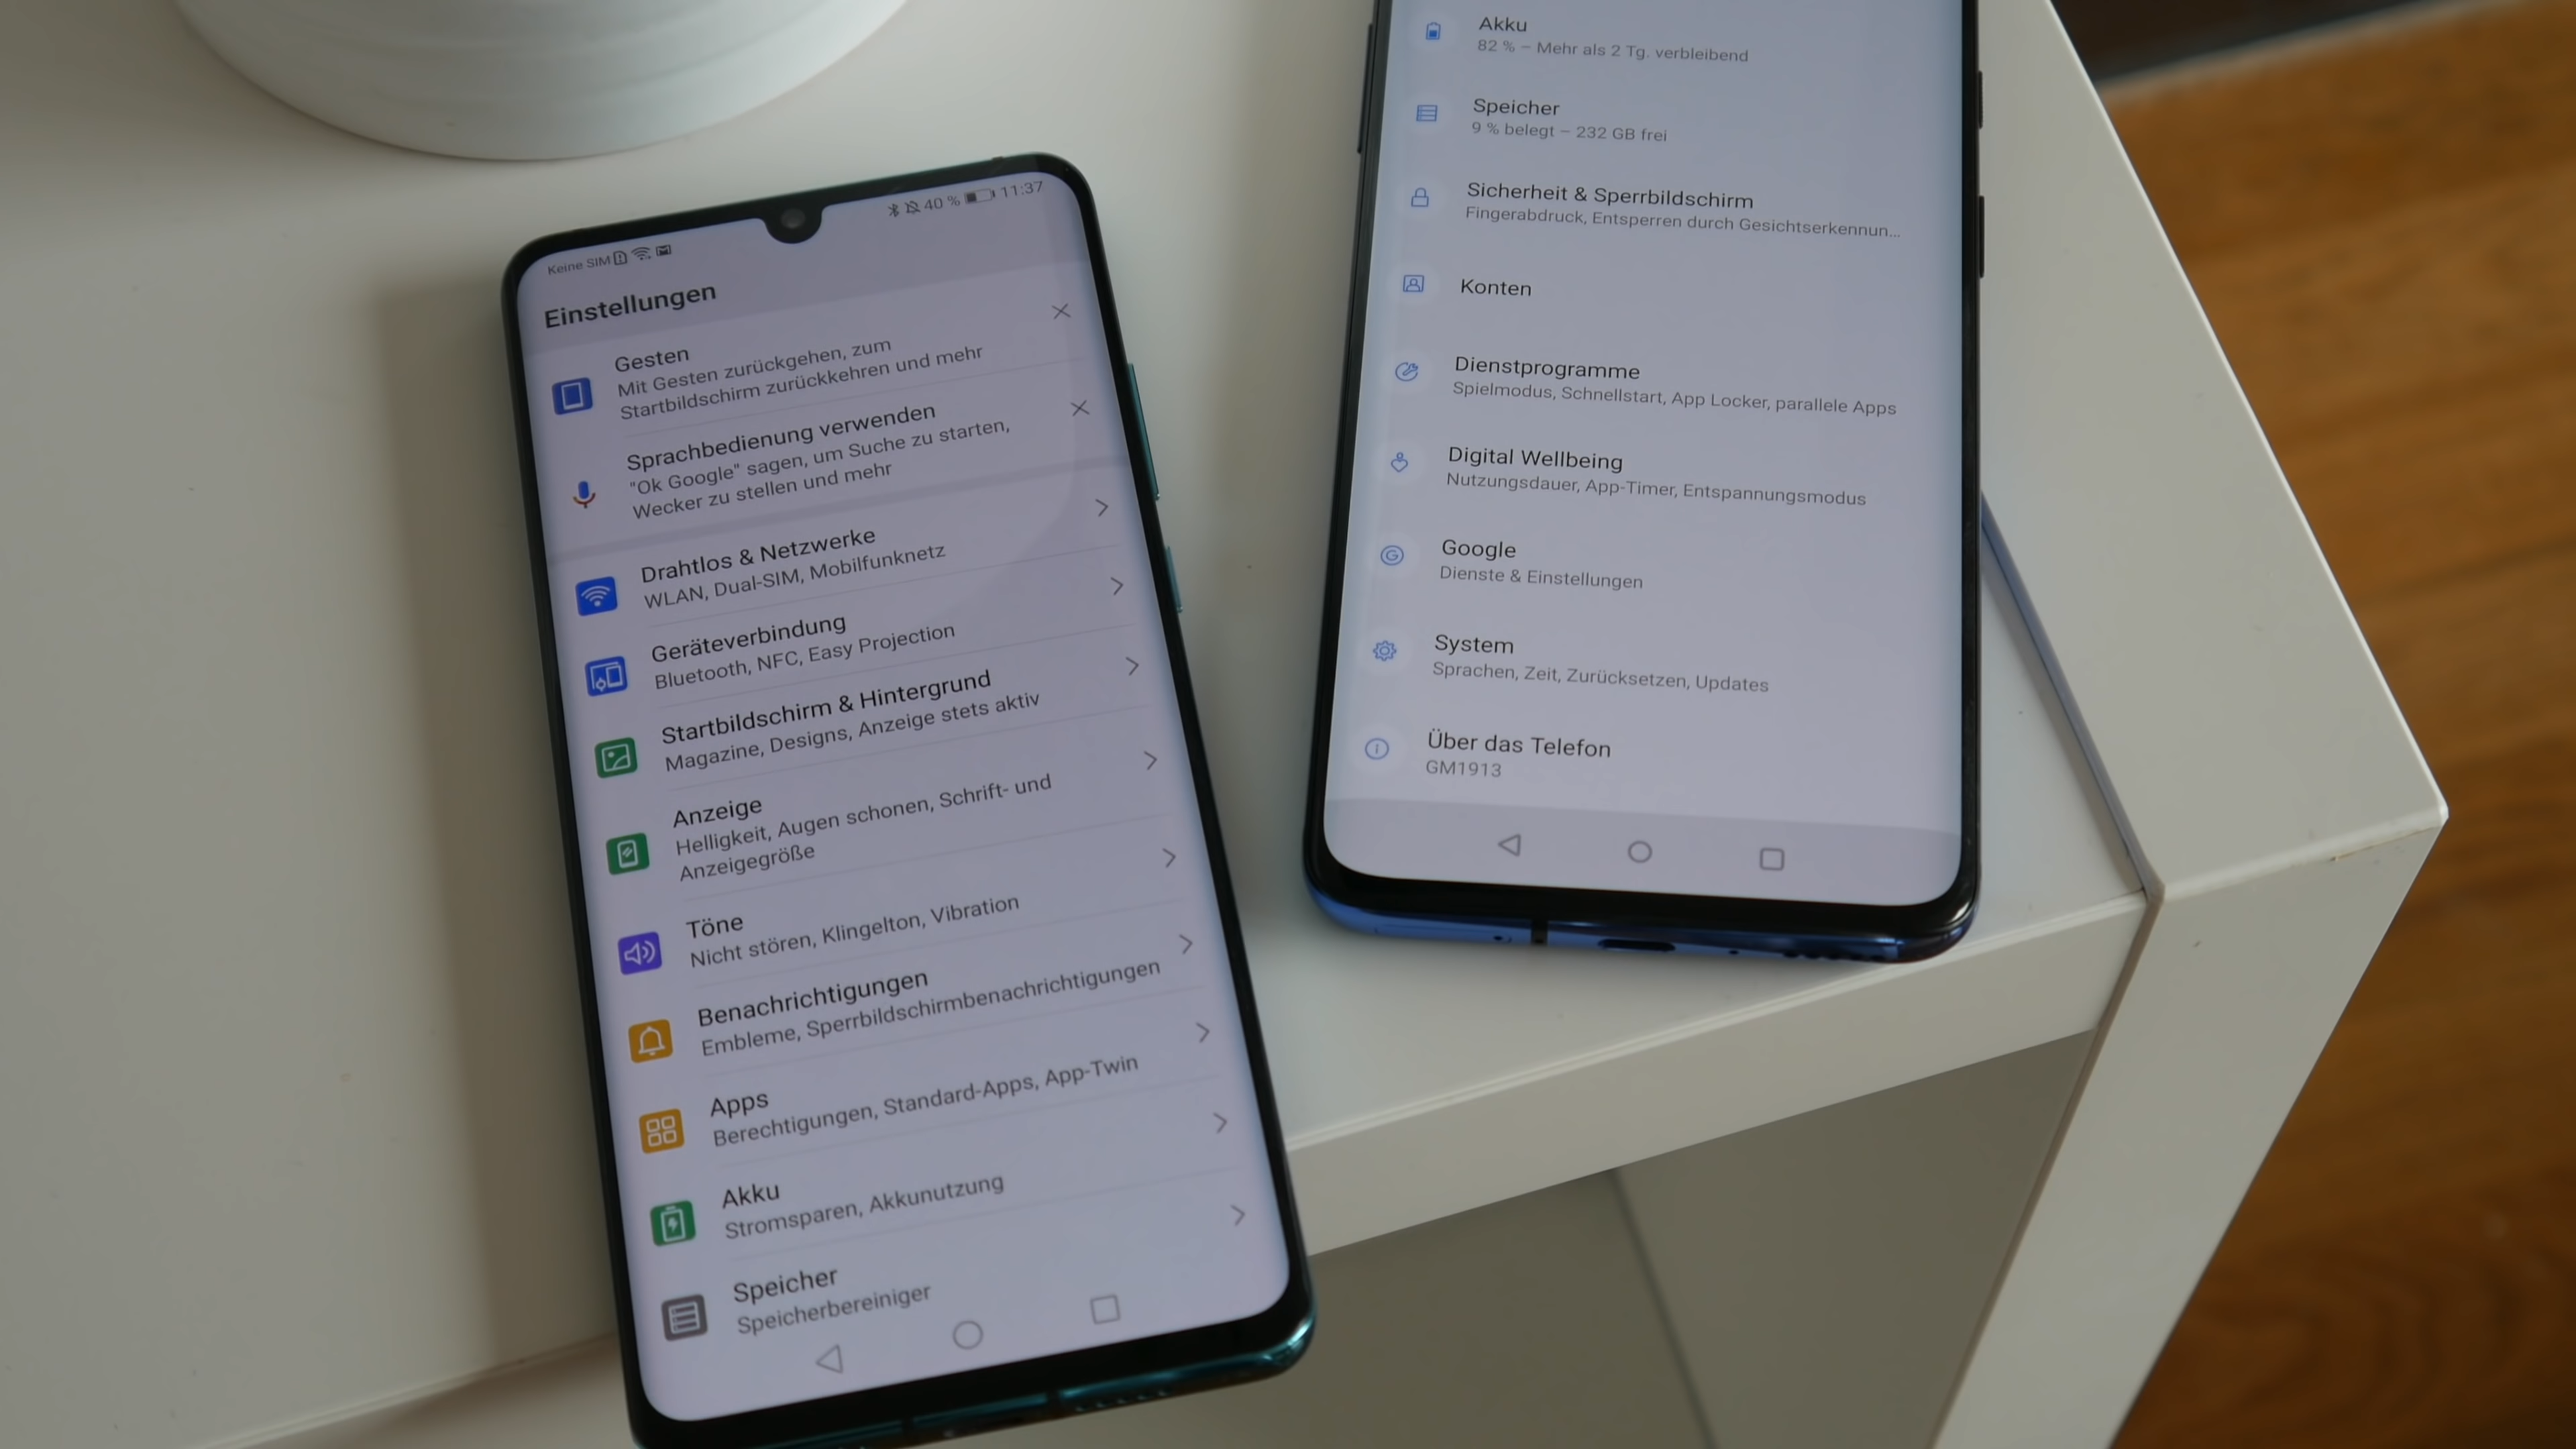 Keine SIM
40 %
11:37
Einstellungen
Gesten
Mit Gesten zurückgehen, zum
Startbildschirm zurückkehren und mehr
Sprachbedienung verwenden
"Ok Google" sagen, um Suche zu starten,
Wecker zu stellen und mehr
Drahtlos & Netzwerke
WLAN, Dual-SIM, Mobilfunknetz
Geräteverbindung
Bluetooth, NFC, Easy Projection
Startbildschirm & Hintergrund
Magazine, Designs, Anzeige stets aktiv
Anzeige
Helligkeit, Augen schonen, Schrift- und
Anzeigegröße
Töne
Nicht stören, Klingelton, Vibration
Benachrichtigungen
Embleme, Sperrbildschirmbenachrichtigungen
Apps
Berechtigungen, Standard-Apps, App-Twin
Akku
Stromsparen, Akkunutzung
Speicher
Speicherbereiniger
Akku
82 % – Mehr als 2 Tg. verbleibend
Speicher
9 % belegt – 232 GB frei
Sicherheit & Sperrbildschirm
Fingerabdruck, Entsperren durch Gesichtserkennun...
Konten
Dienstprogramme
Spielmodus, Schnellstart, App Locker, parallele Apps
Digital Wellbeing
Nutzungsdauer, App-Timer, Entspannungsmodus
Google
Dienste & Einstellungen
System
Sprachen, Zeit, Zurücksetzen, Updates
Über das Telefon
GM1913